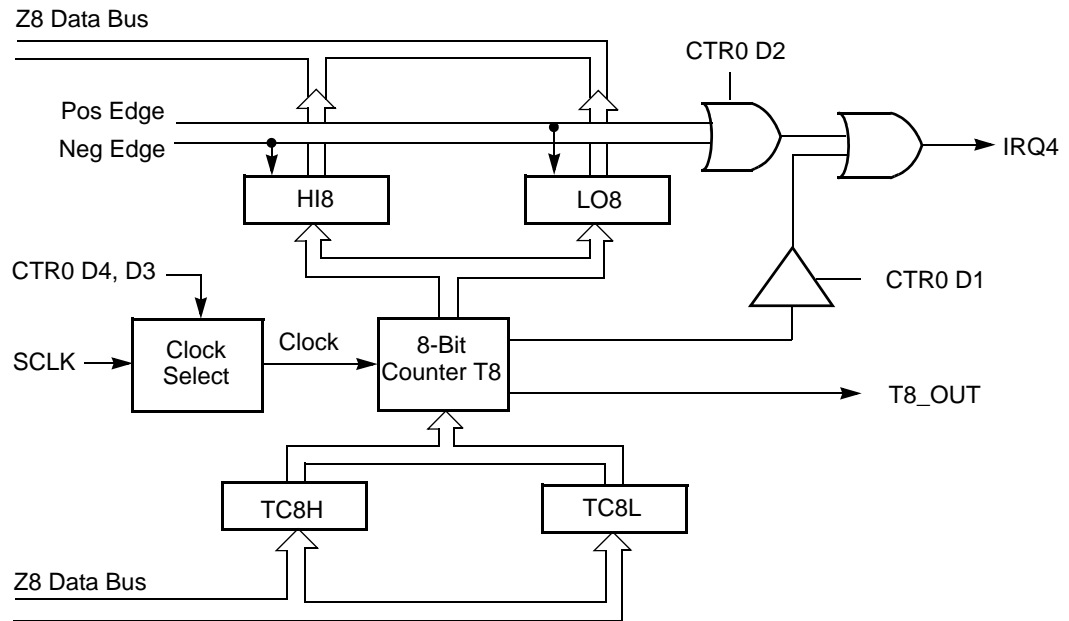 Z8 Data Bus
CTR0 D2
Pos Edge
Neg Edge
IRQ4
HI8
LO8
CTR0 D4, D3
CTR0 D1
SCLK
Clock
Select
Clock
8-Bit
Counter T8
T8_OUT
TC8H
TC8L
Z8 Data Bus